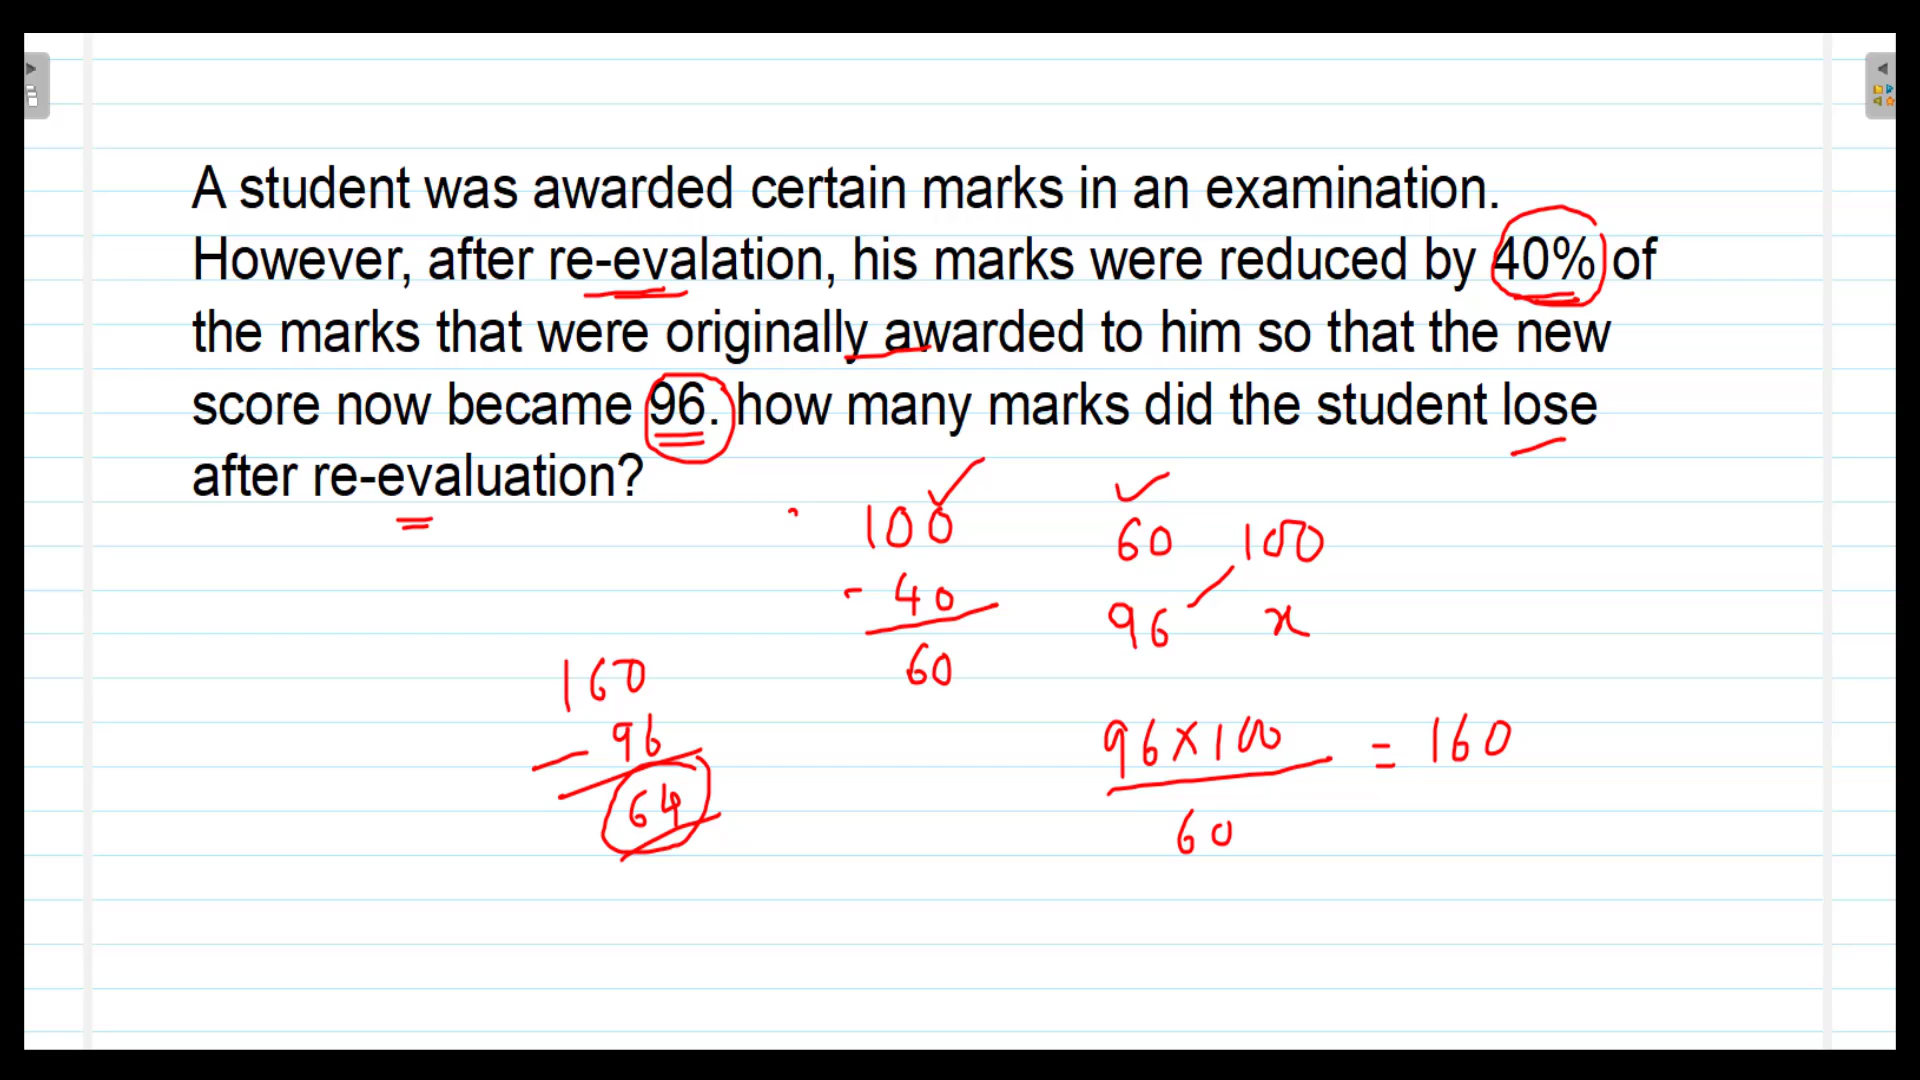 A student was awarded certain marks in an examination.
However, after re-evalation, his marks were reduced by 40% of
the marks that were originally awarded to him so that the new
score now became 96. how many marks did the student lose
after re-evaluation?
100
- 40
60
60 100
96 x
96 × 100 = 160
60
160
- 96
64